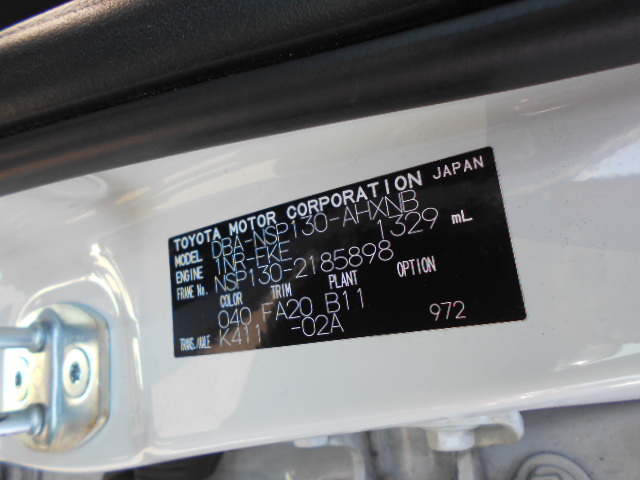 TOYOTA MOTOR CORPORATION JAPAN
MODEL DBA-NSP130-AHXNB
ENGINE 1NR-FKE 1329 mL
FRAME No. NSP130-2185898
COLOR TRIM PLANT OPTION
040 FA20 B11
TRANS./AXLE K411 -02A 972